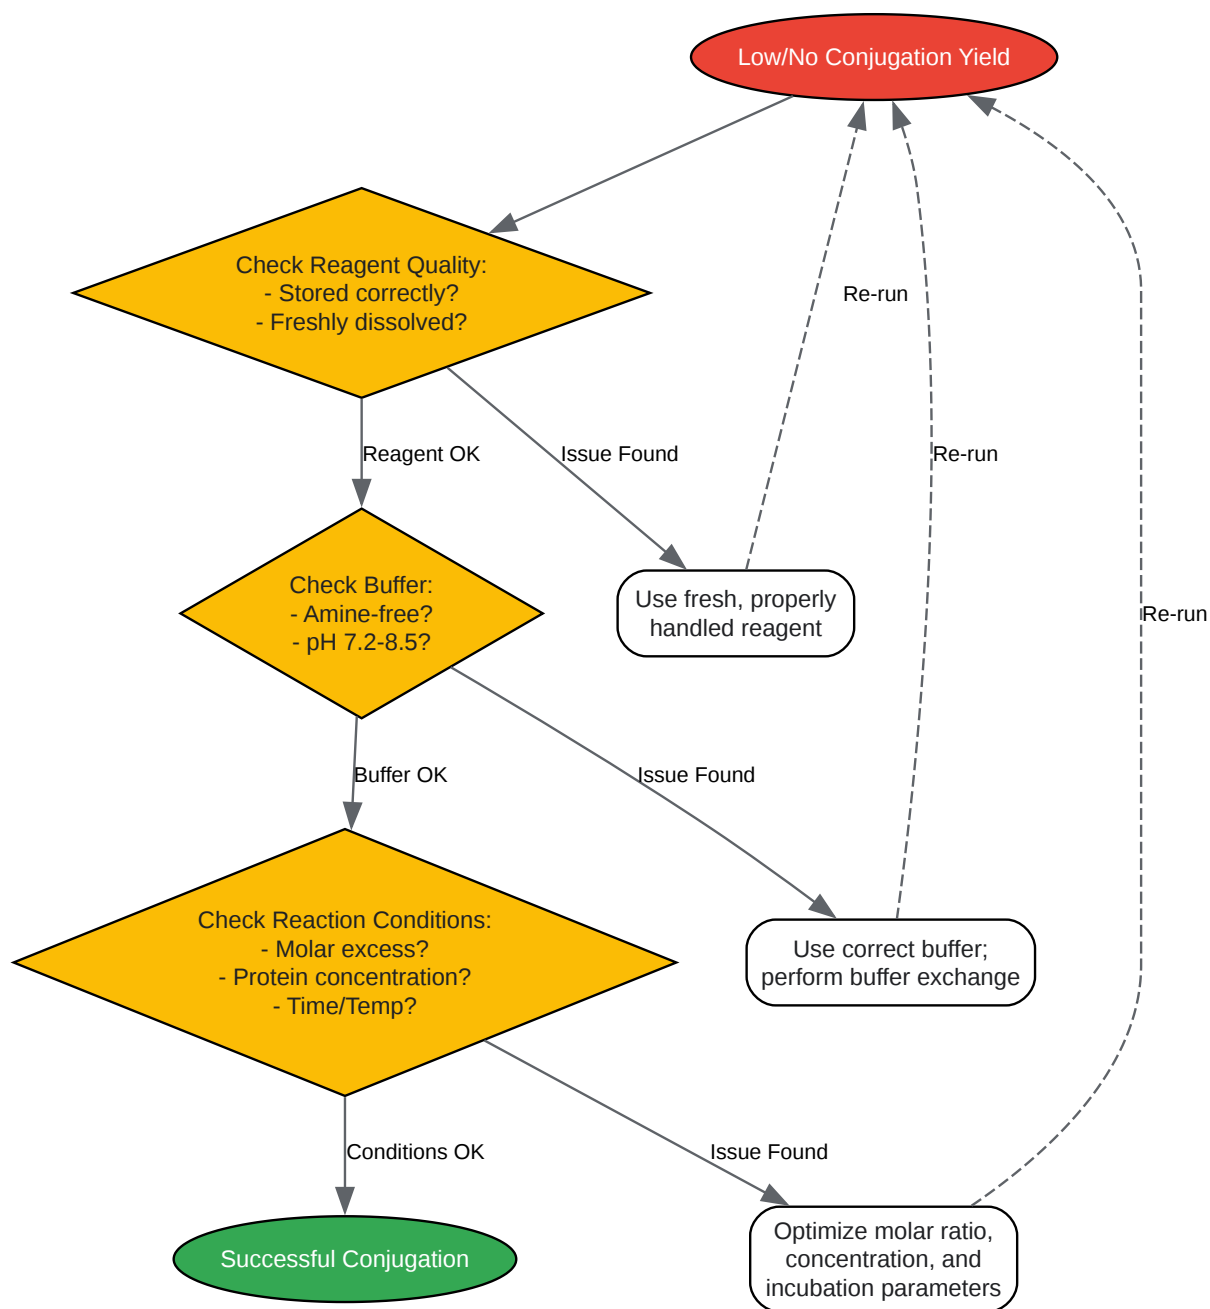 Low/No Conjugation Yield
Check Reagent Quality:
- Stored correctly?
- Freshly dissolved?
Re-run
Reagent OK
Issue Found
Re-run
Check Buffer:
- Amine-free?
- pH 7.2-8.5?
Use fresh, properly
handled reagent
Re-run
Buffer OK
Issue Found
Check Reaction Conditions:
- Molar excess?
- Protein concentration?
- Time/Temp?
Use correct buffer;
perform buffer exchange
Conditions OK
Issue Found
Successful Conjugation
Optimize molar ratio,
concentration, and
incubation parameters